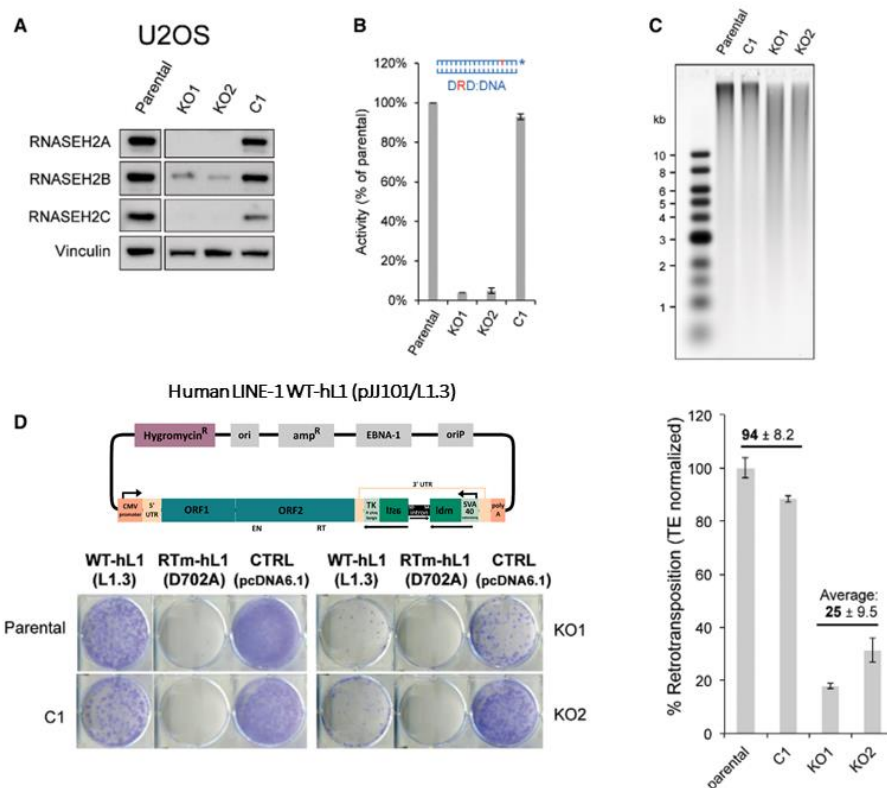 A
U2OS
Parental
KO1
KO2
C1
RNASEH2A
RNASEH2B
RNASEH2C
Vinculin
B
DRD:DNA
*
Activity (% of parental)
120%
100%
80%
60%
40%
20%
0%
Parental
KO1
KO2
C1
C
Parental
C1
KO1
KO2
kb
10
8
6
5
4
3
2
1
Human LINE-1 WT-hL1 (pJJ101/L1.3)
D
Hygromycin^R
ori
amp^R
EBNA-1
oriP
3' UTR
CMV promoter
5' UTR
ORF1
ORF2
EN
RT
TK
intron
SVA
40
poly
A
WT-hL1
(L1.3)
RTm-hL1
(D702A)
CTRL
(pcDNA6.1)
WT-hL1
(L1.3)
RTm-hL1
(D702A)
CTRL
(pcDNA6.1)
Parental
KO1
C1
KO2
% Retrotransposition (TE normalized)
120
100
80
60
40
20
0
94 ± 8.2
Average:
25 ± 9.5
parental
C1
KO1
KO2